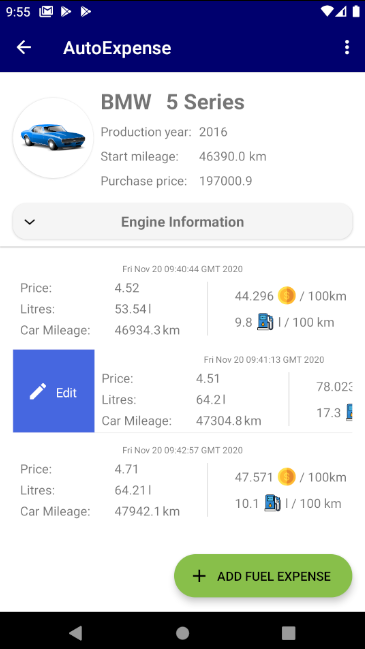 9:55
AutoExpense
BMW 5 Series
Production year: 2016
Start mileage: 46390.0 km
Purchase price: 197000.9
Engine Information
Fri Nov 20 09:40:44 GMT 2020
Price: 4.52
Litres: 53.54 l
Car Mileage: 46934.3 km
44.296 / 100km
9.8 l / 100 km
Edit
Fri Nov 20 09:41:13 GMT 2020
Price: 4.51
Litres: 64.2 l
Car Mileage: 47304.8 km
78.023
17.3
Fri Nov 20 09:42:57 GMT 2020
Price: 4.71
Litres: 64.21 l
Car Mileage: 47942.1 km
47.571 / 100km
10.1 l / 100 km
ADD FUEL EXPENSE